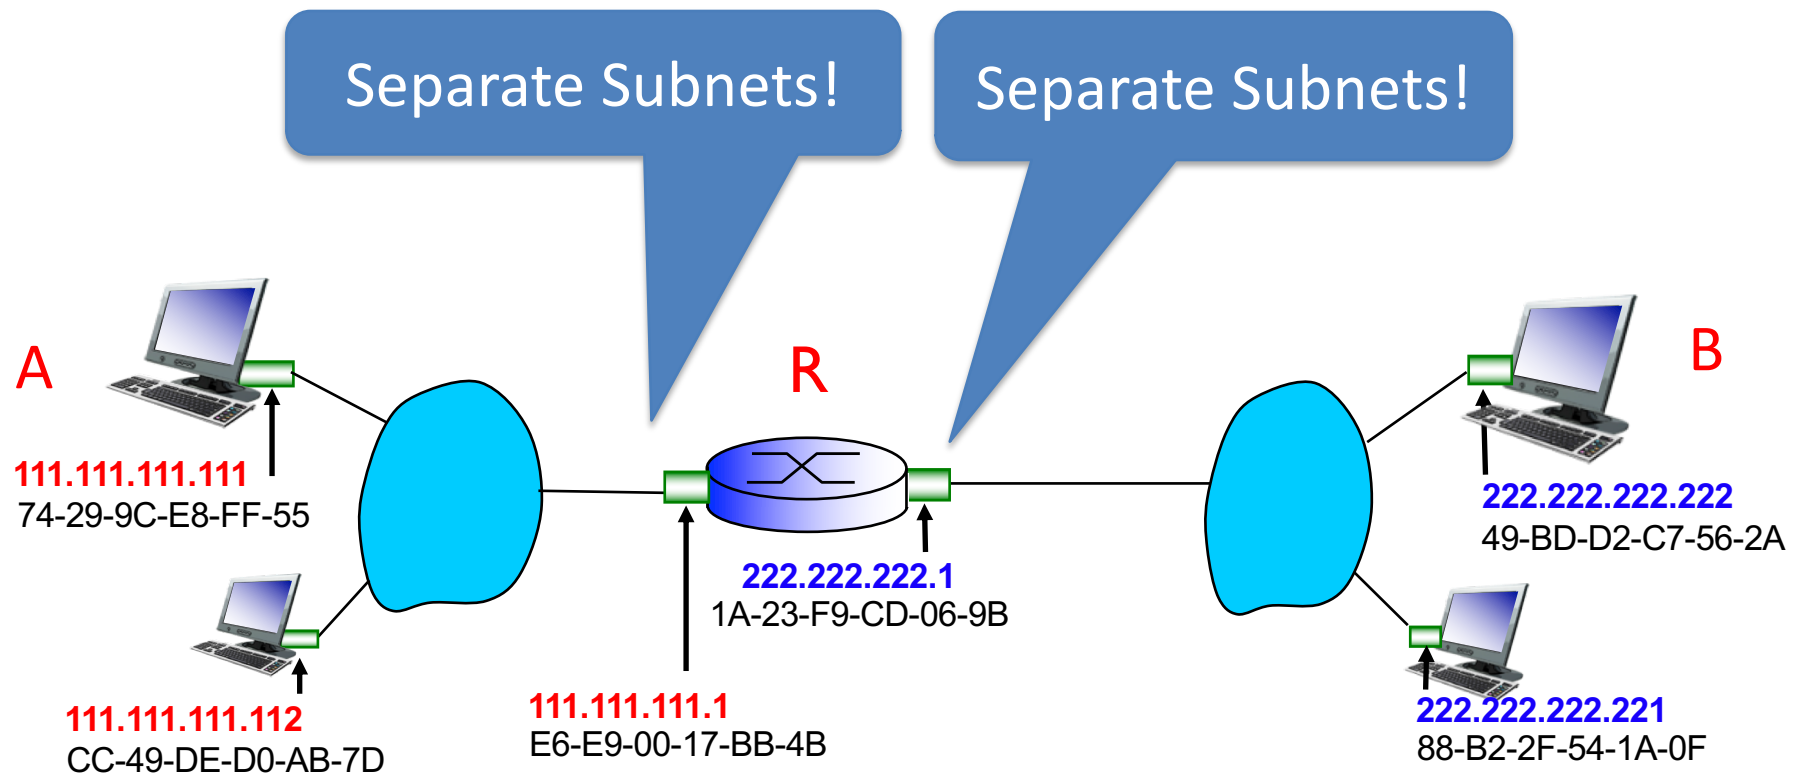 Separate Subnets!
Separate Subnets!
A
R
B
111.111.111.111
74-29-9C-E8-FF-55
222.222.222.222
49-BD-D2-C7-56-2A
222.222.222.1
1A-23-F9-CD-06-9B
111.111.111.112
CC-49-DE-D0-AB-7D
111.111.111.1
E6-E9-00-17-BB-4B
222.222.222.221
88-B2-2F-54-1A-0F